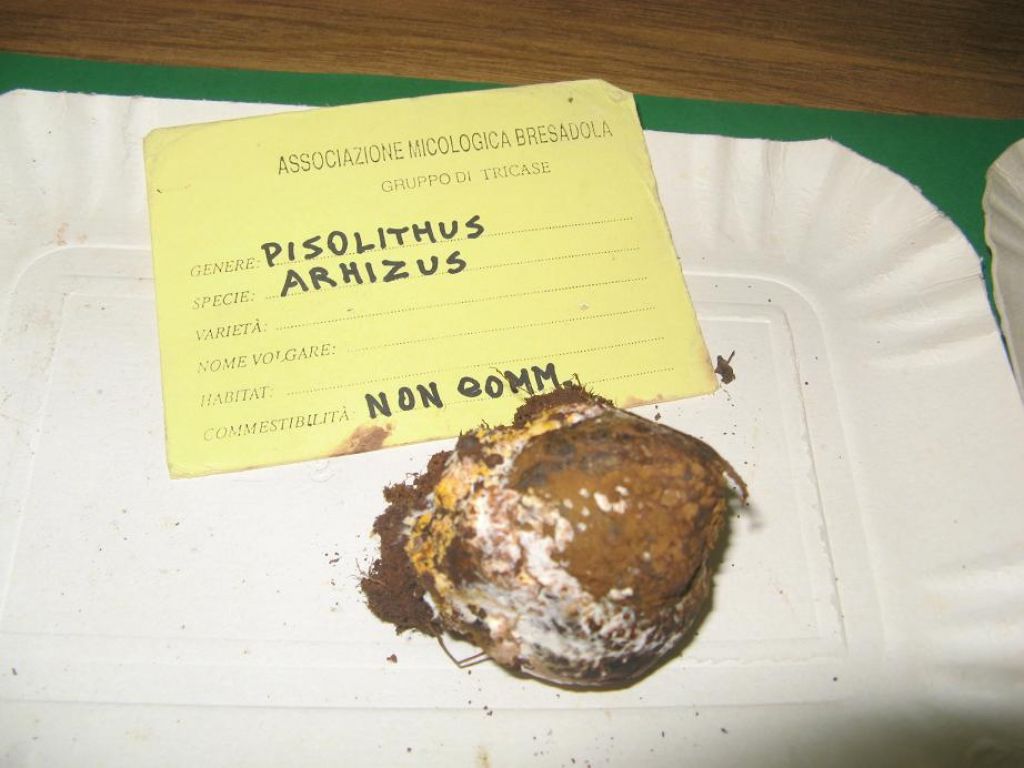 ASSOCIAZIONE MICOLOGICA BRESADOLA
GRUPPO DI TRICASE
GENERE: PISOLITHUS
SPECIE: ARHIZUS
VARIETÀ:
NOME VOLGARE:
HABITAT:
COMMESTIBILITÀ: NON COMM.